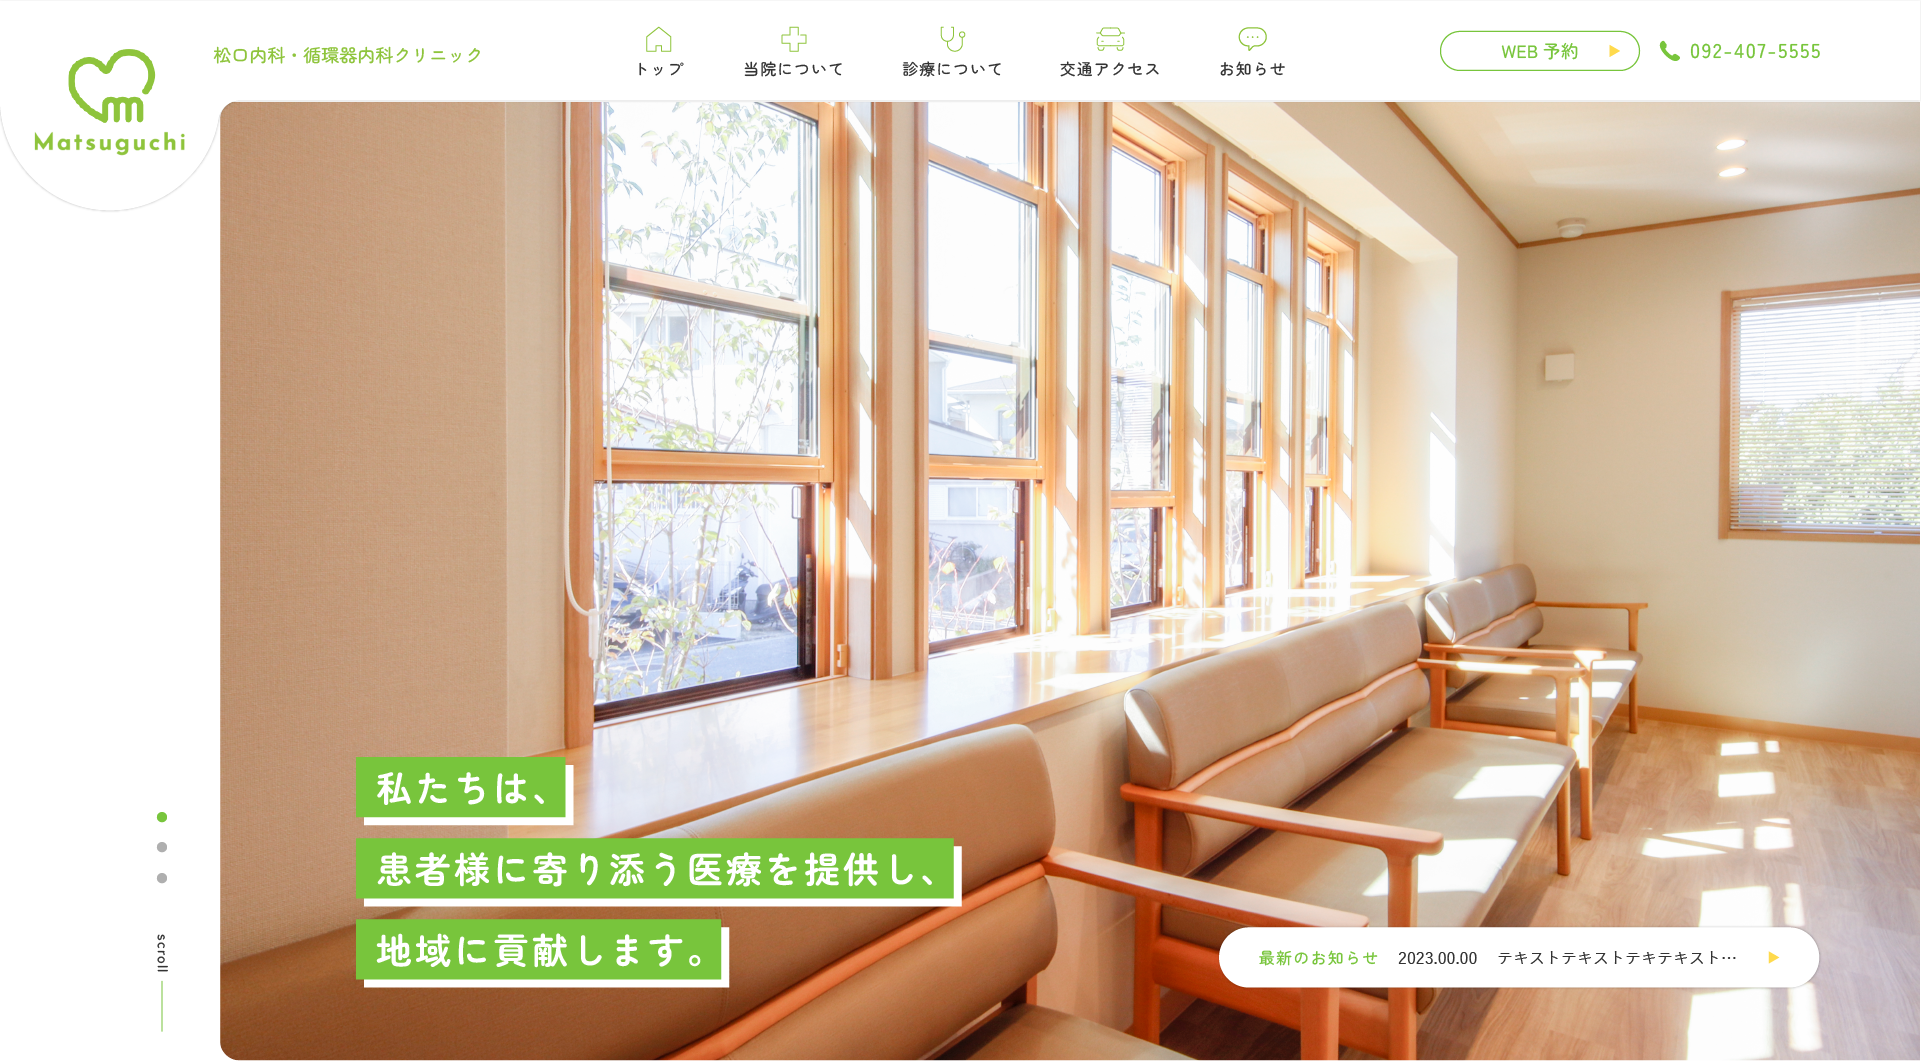 松口内科・循環器内科クリニック
トップ
当院について
診療について
交通アクセス
お知らせ
WEB 予約
092-407-5555
Matsuguchi
私たちは、
患者様に寄り添う医療を提供し、
地域に貢献します。
scroll
最新のお知らせ 2023.00.00 テキストテキストテキテキスト…